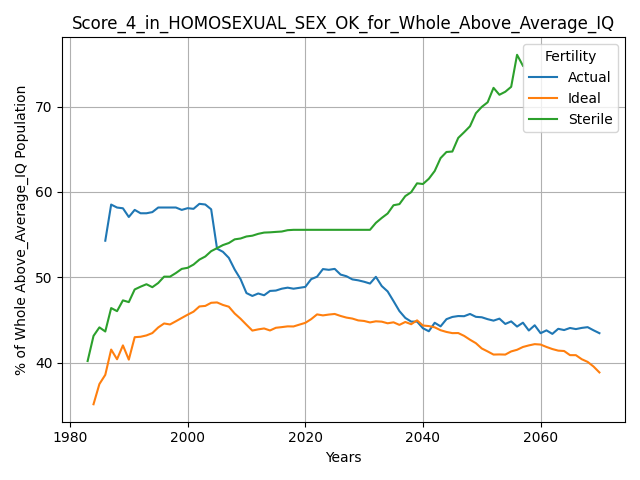 Score_4_in_HOMOSEXUAL_SEX_OK_for_Whole_Above_Average_IQ
% of Whole Above_Average_IQ Population
70
60
50
40
Fertility
Actual
Ideal
Sterile
1980
2000
2020
2040
2060
Years